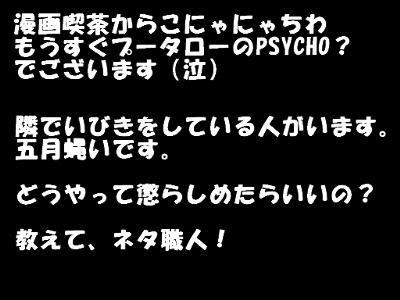 漫画喫茶からこにゃにゃちわ
もうすぐプータローのPSYCHO？
でございます（泣）
隣でいびきをしている人がいます。
五月蝿いです。
どうやって懲らしめたらいいの？
教えて、ネタ職人！